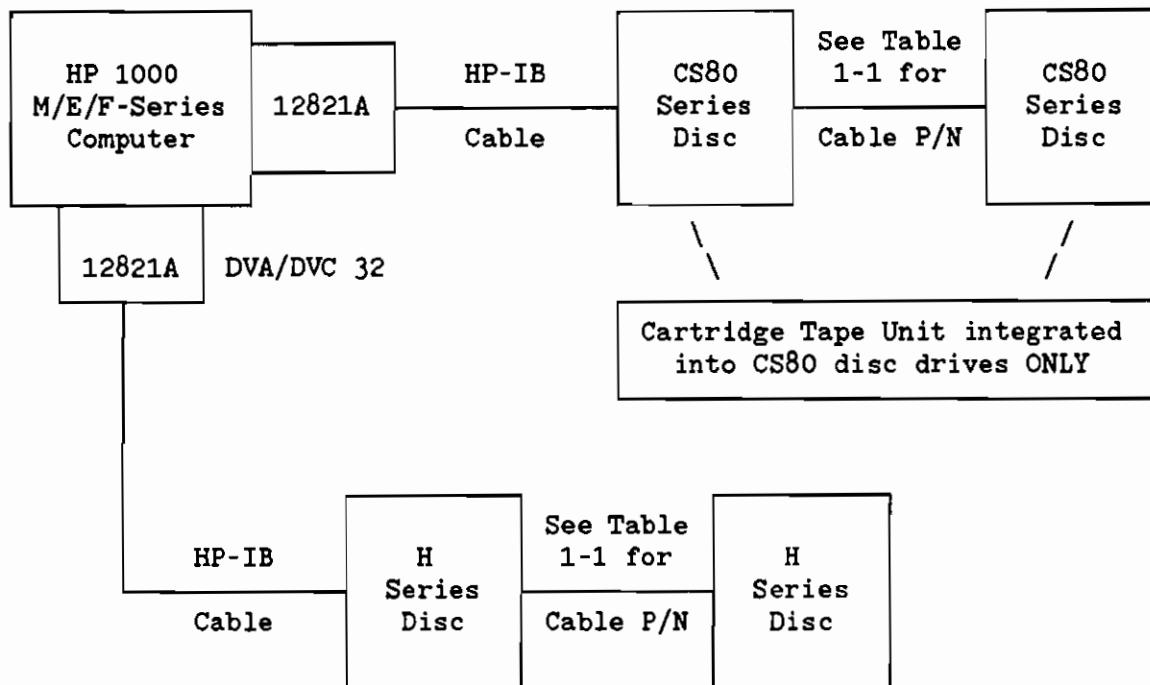 HP 1000
M/E/F-Series
Computer
12821A
HP-IB
Cable
CS80
Series
Disc
See Table
1-1 for
Cable P/N
CS80
Series
Disc
12821A
DVA/DVC 32
Cartridge Tape Unit integrated
into CS80 disc drives ONLY
HP-IB
Cable
H
Series
Disc
See Table
1-1 for
Cable P/N
H
Series
Disc